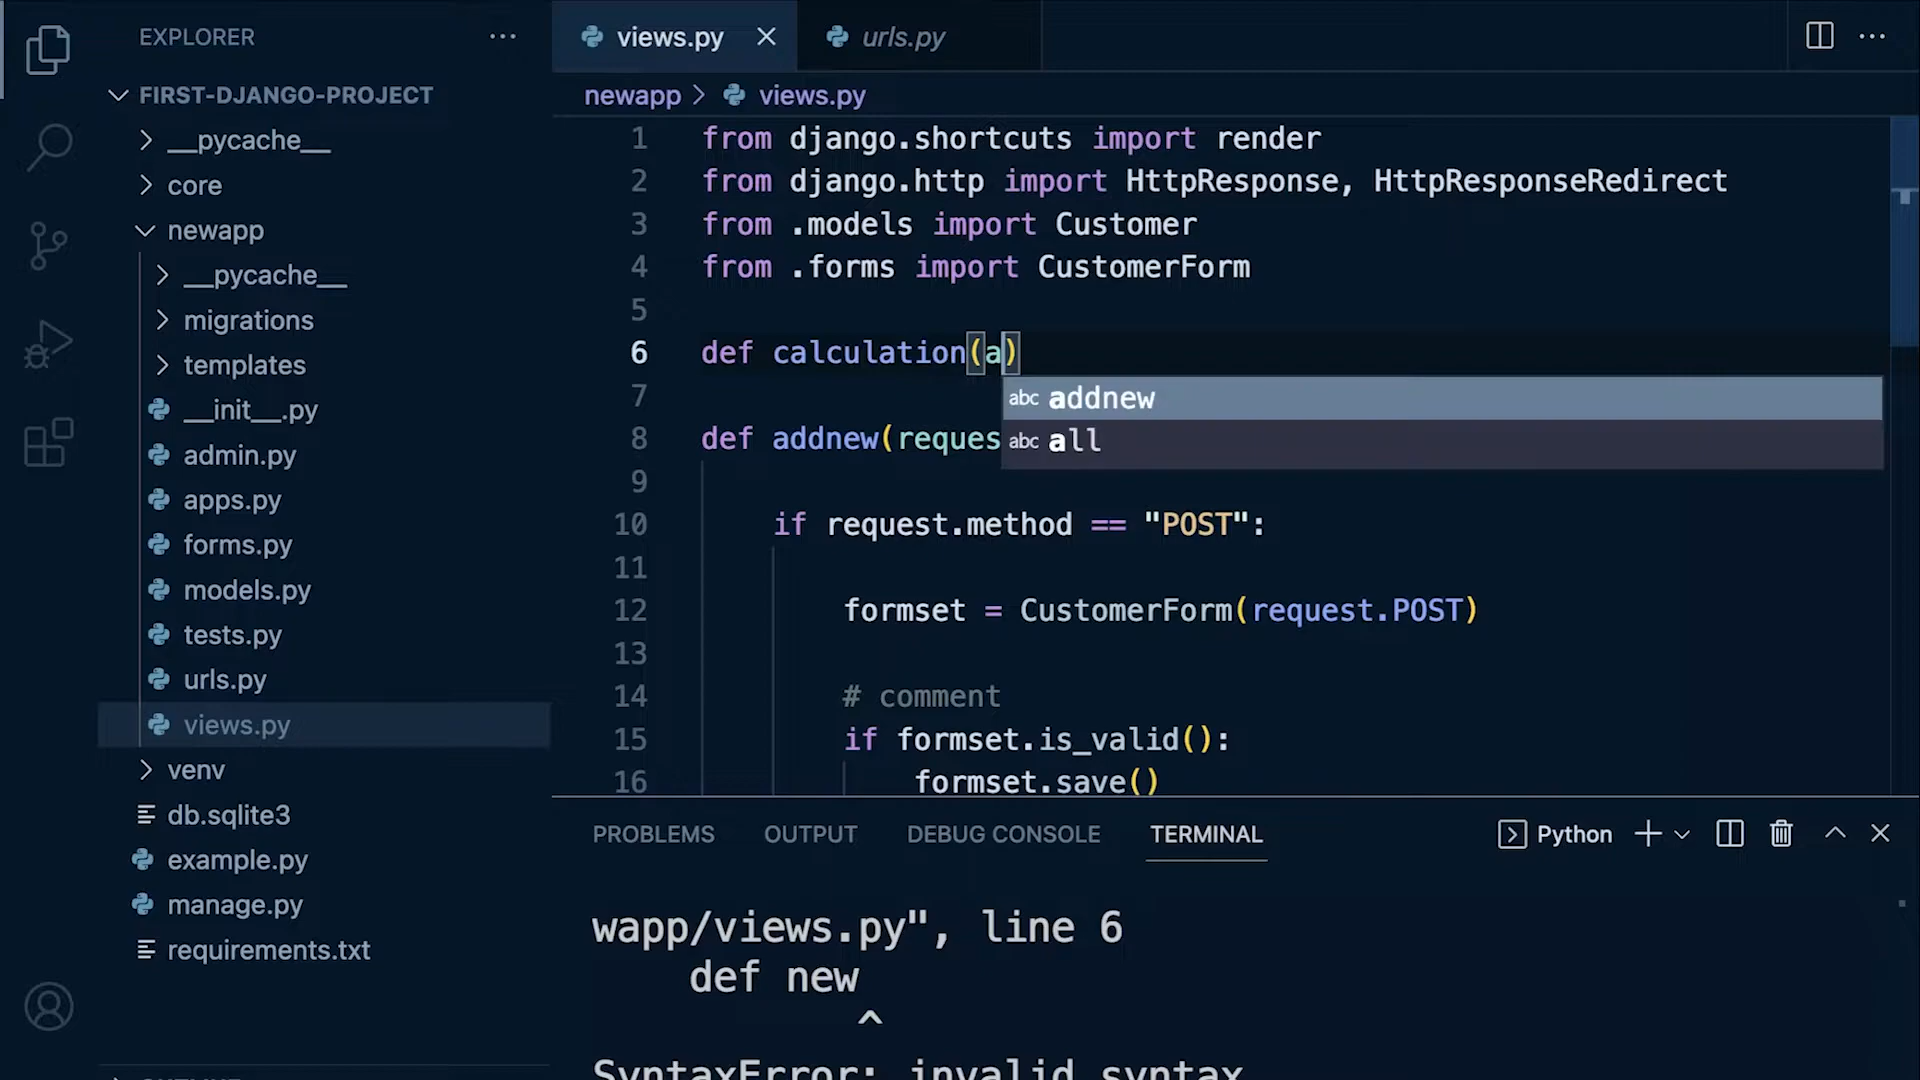 EXPLORER
FIRST-DJANGO-PROJECT
__pycache__
core
newapp
__pycache__
migrations
templates
__init__.py
admin.py
apps.py
forms.py
models.py
tests.py
urls.py
views.py
venv
db.sqlite3
example.py
manage.py
requirements.txt
views.py
urls.py
newapp > views.py
1 from django.shortcuts import render
2 from django.http import HttpResponse, HttpResponseRedirect
3 from .models import Customer
4 from .forms import CustomerForm
5
6 def calculation(a)
7
8 def addnew(reques
abc addnew
abc all
9
10 if request.method == "POST":
11
12 formset = CustomerForm(request.POST)
13
14 # comment
15 if formset.is_valid():
16 formset.save()
PROBLEMS OUTPUT DEBUG CONSOLE TERMINAL
Python
wapp/views.py", line 6
def new
^
SyntaxError: invalid syntax